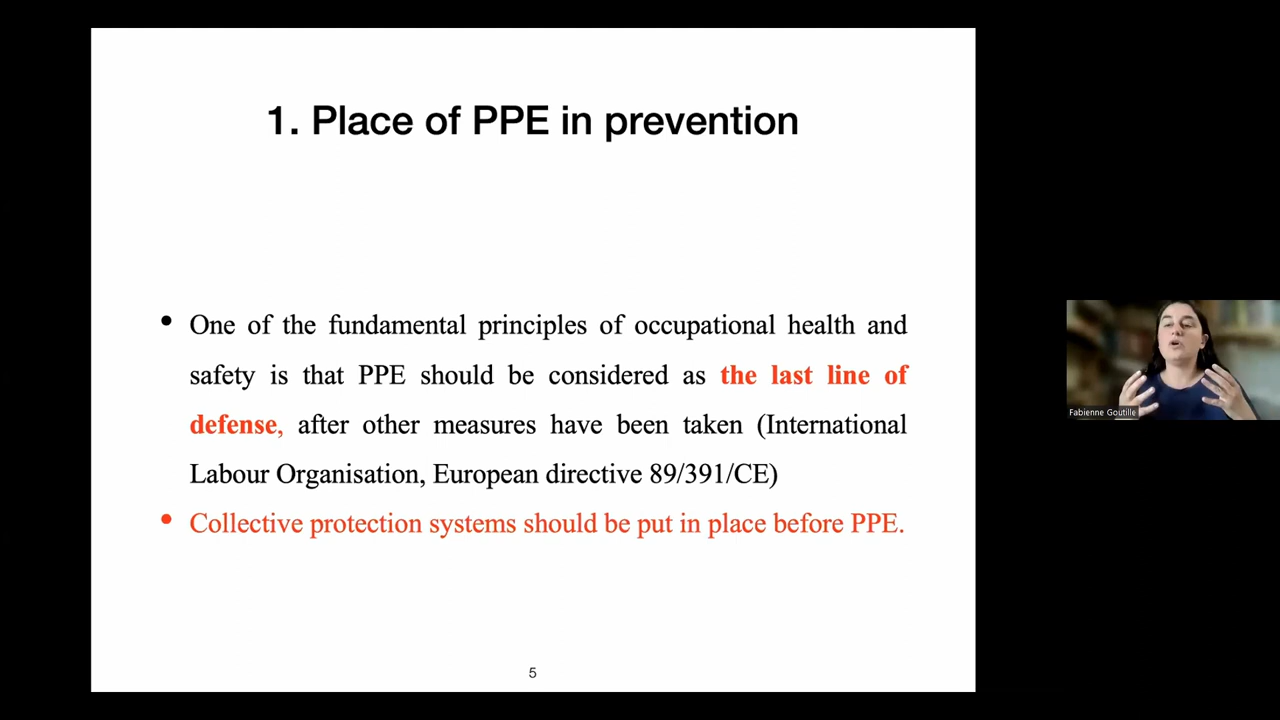 1. Place of PPE in prevention
• One of the fundamental principles of occupational health and
safety is that PPE should be considered as the last line of
defense, after other measures have been taken (International
Labour Organisation, European directive 89/391/CE)
• Collective protection systems should be put in place before PPE.
Fabienne Goutille
5